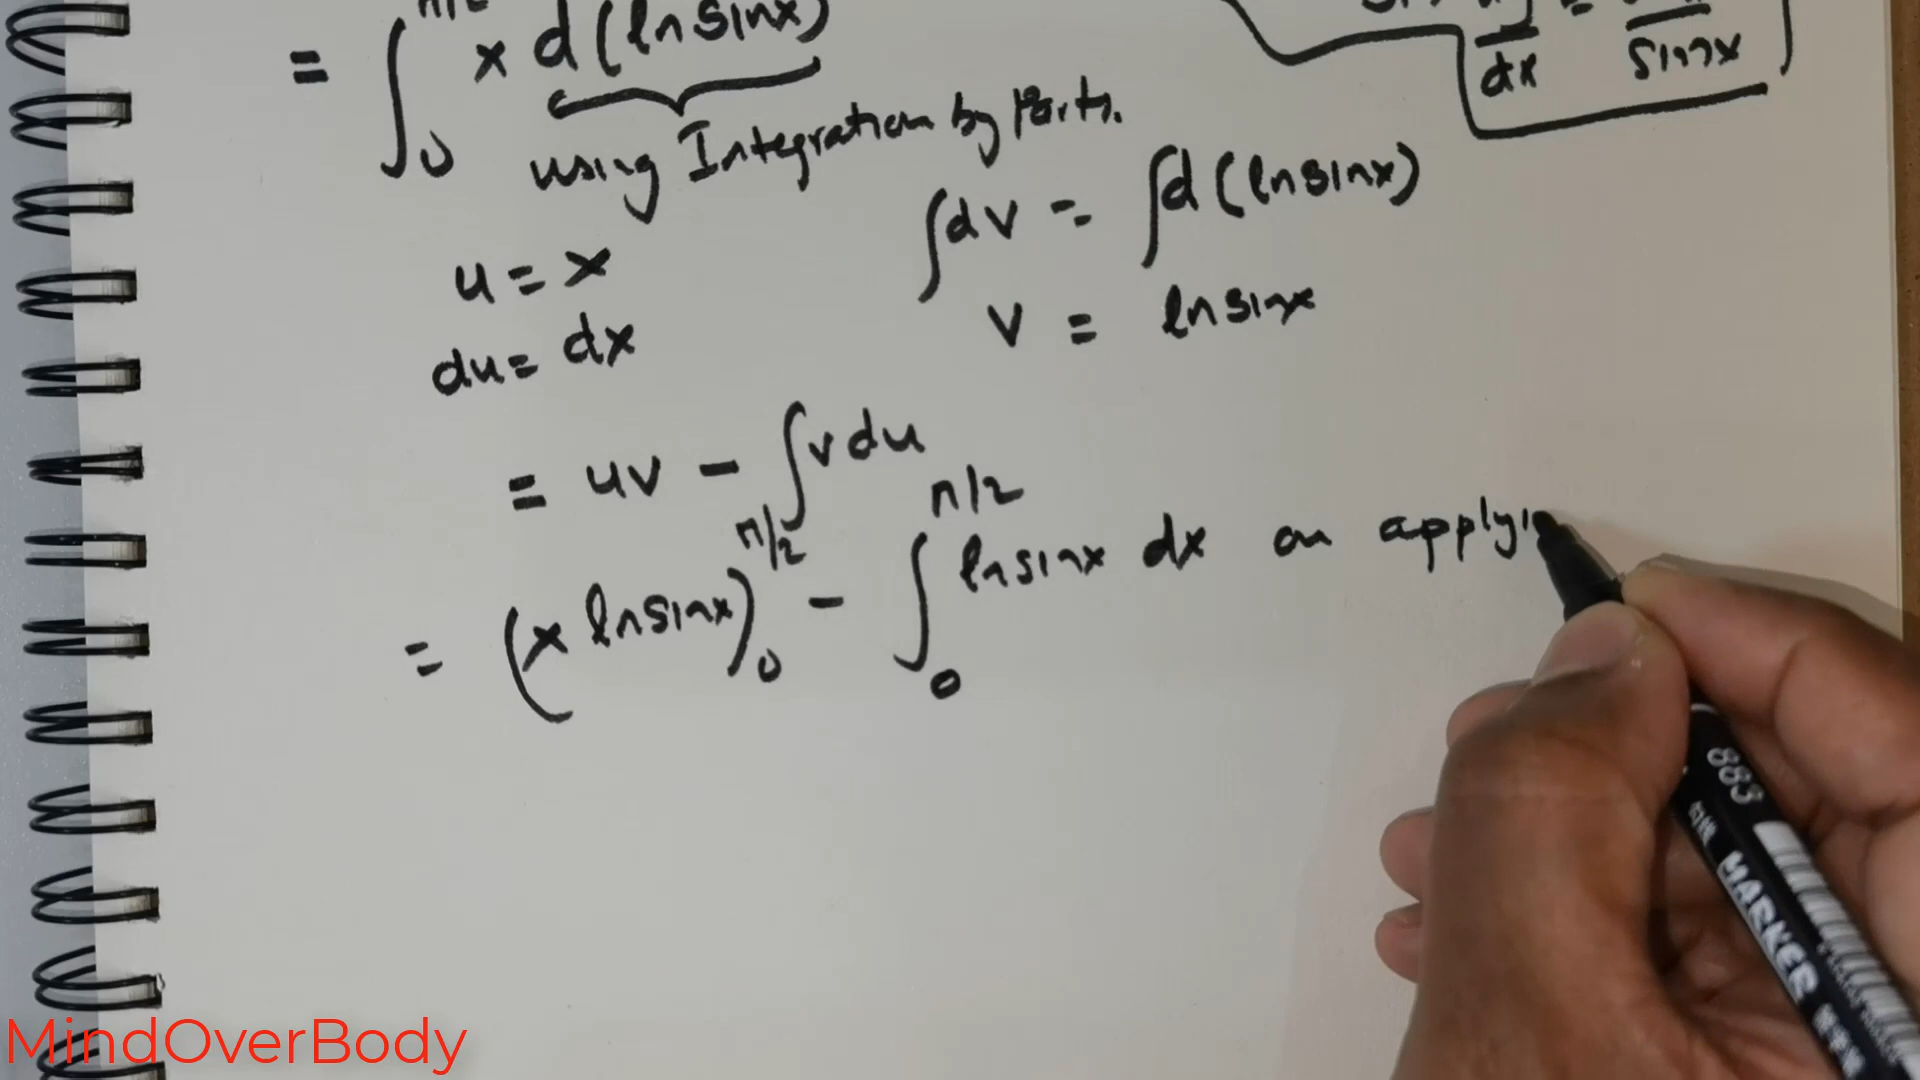 = ∫₀^π/2 x d(ln sinx)
dx sinx
using Integration by Parts.
∫dv = ∫d(ln sinx)
u = x
v = ln sinx
du = dx
= uv - ∫v du
= (x ln sinx)₀^π/2 - ∫₀^π/2 ln sinx dx on applyi
883
MARKER
MindOverBody